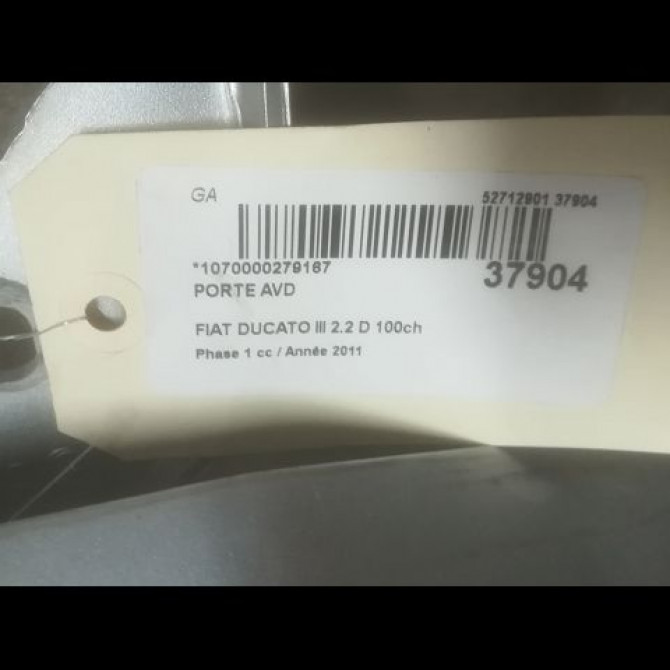 GA
52712901 37904
*1070000279167
37904
PORTE AVD
FIAT DUCATO III 2.2 D 100ch
Phase 1 cc / Année 2011